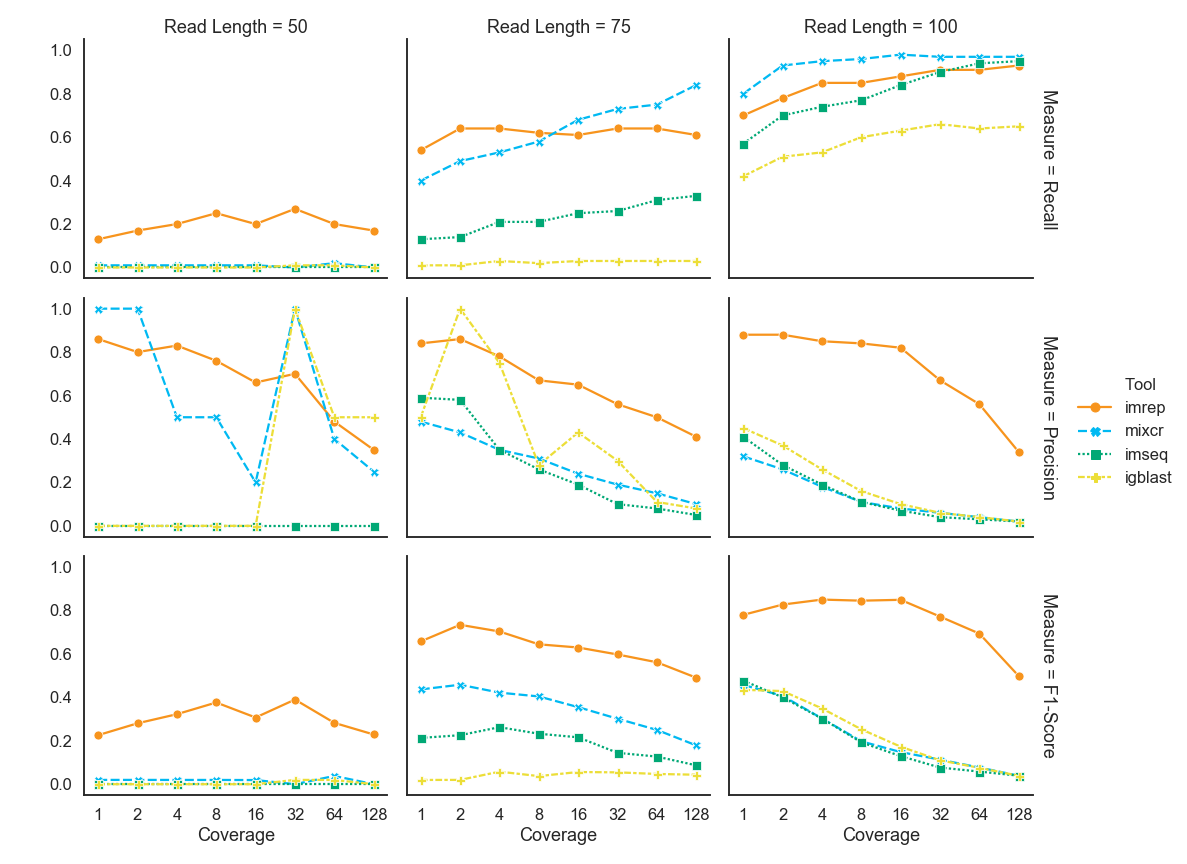 Read Length = 50 Read Length = 75 Read Length = 100
1.0
0.8
0.6
0.4
0.2
0.0
Measure = Recall
1.0
0.8
0.6
0.4
0.2
0.0
Measure = Precision
Tool
imrep
mixcr
imseq
igblast
1.0
0.8
0.6
0.4
0.2
0.0
Measure = F1-Score
1 2 4 8 16 32 64 128 1 2 4 8 16 32 64 128 1 2 4 8 16 32 64 128
Coverage Coverage Coverage